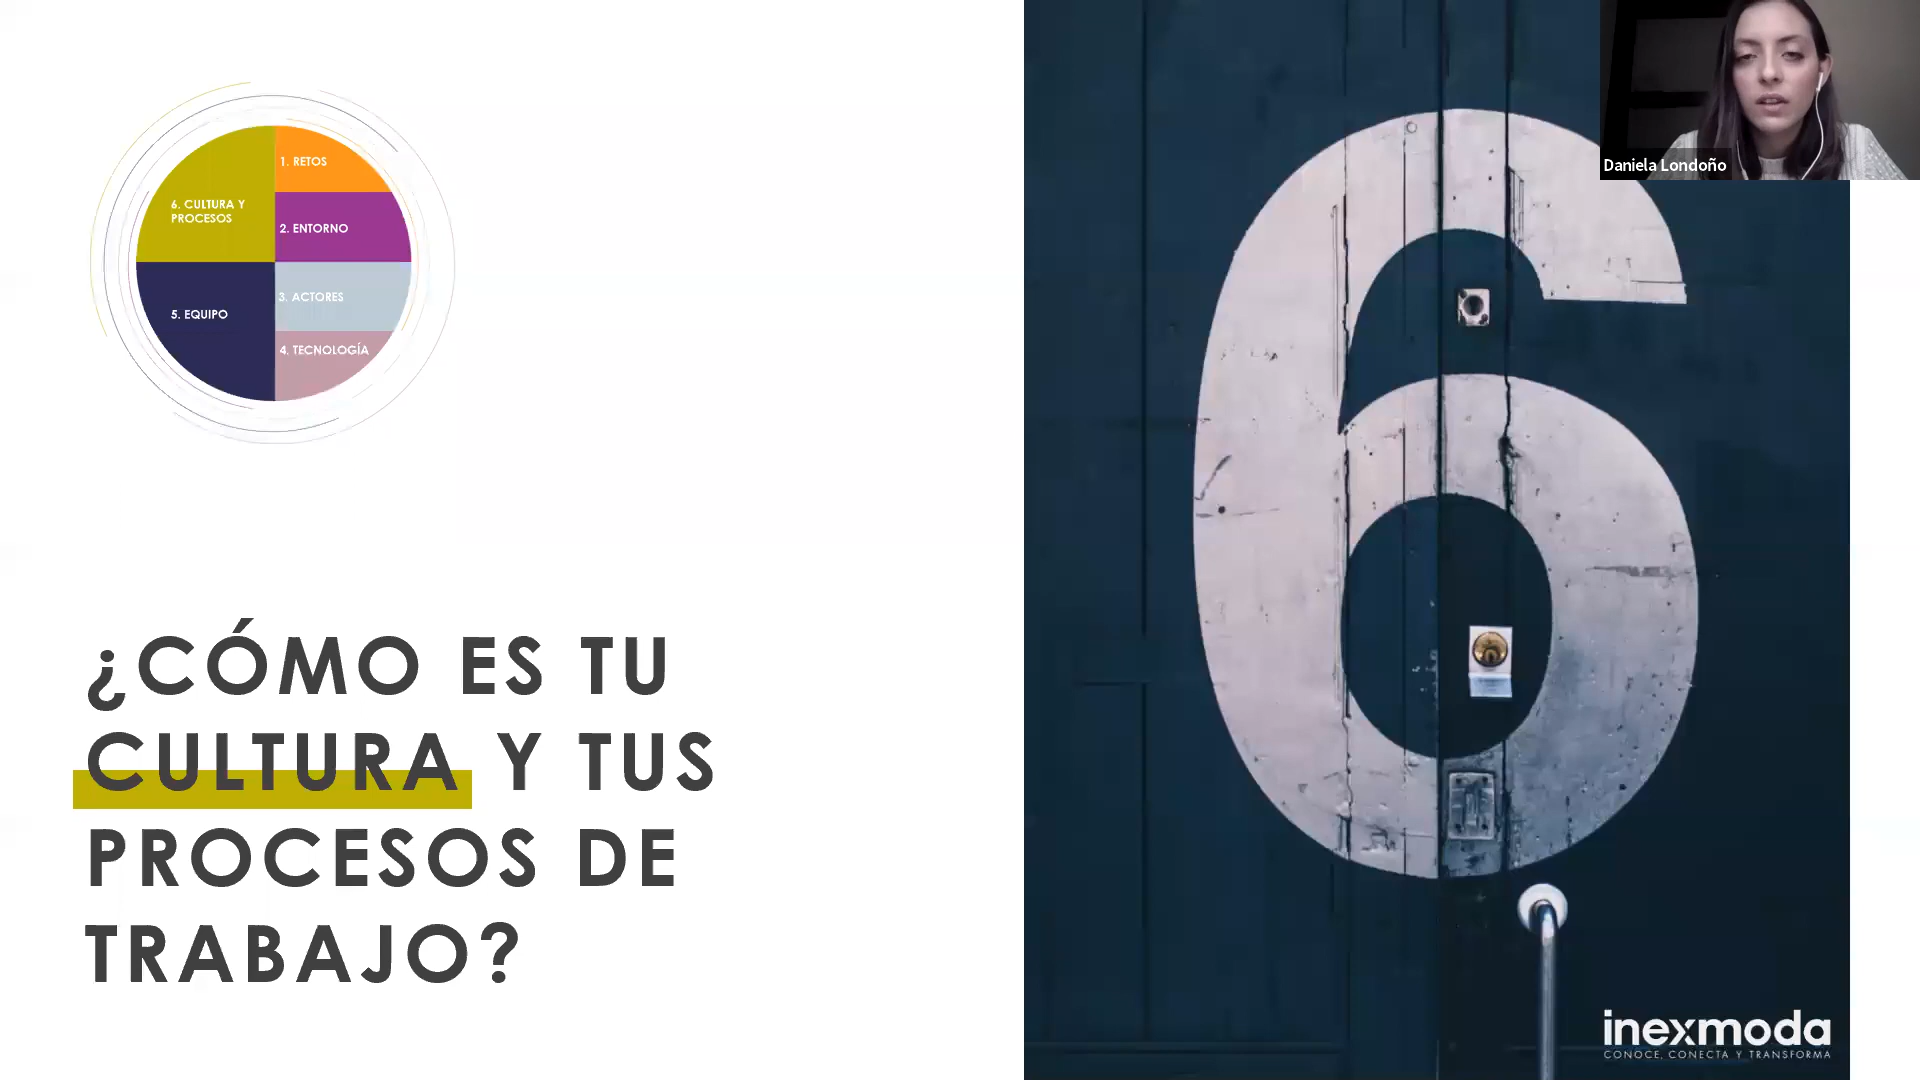 1. RETOS
6. CULTURA Y
PROCESOS
2. ENTORNO
3. ACTORES
5. EQUIPO
4. TECNOLOGÍA
¿CÓMO ES TU
CULTURA Y TUS
PROCESOS DE
TRABAJO?
6
Daniela Londoño
inexmoda
CONOCE, CONECTA Y TRANSFORMA